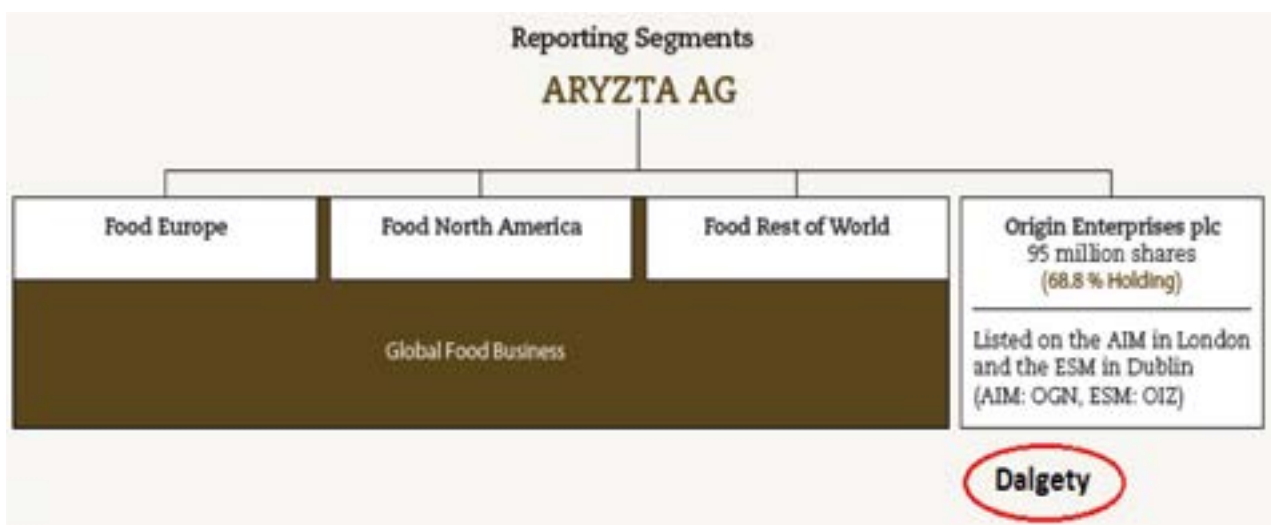 Reporting Segments
ARYZTA AG
Food Europe
Food North America
Food Rest of World
Global Food Business
Origin Enterprises plc
95 million shares
(68.8 % Holding)
Listed on the AIM in London
and the ESM in Dublin
(AIM: OGN, ESM: OIZ)
Dalgety